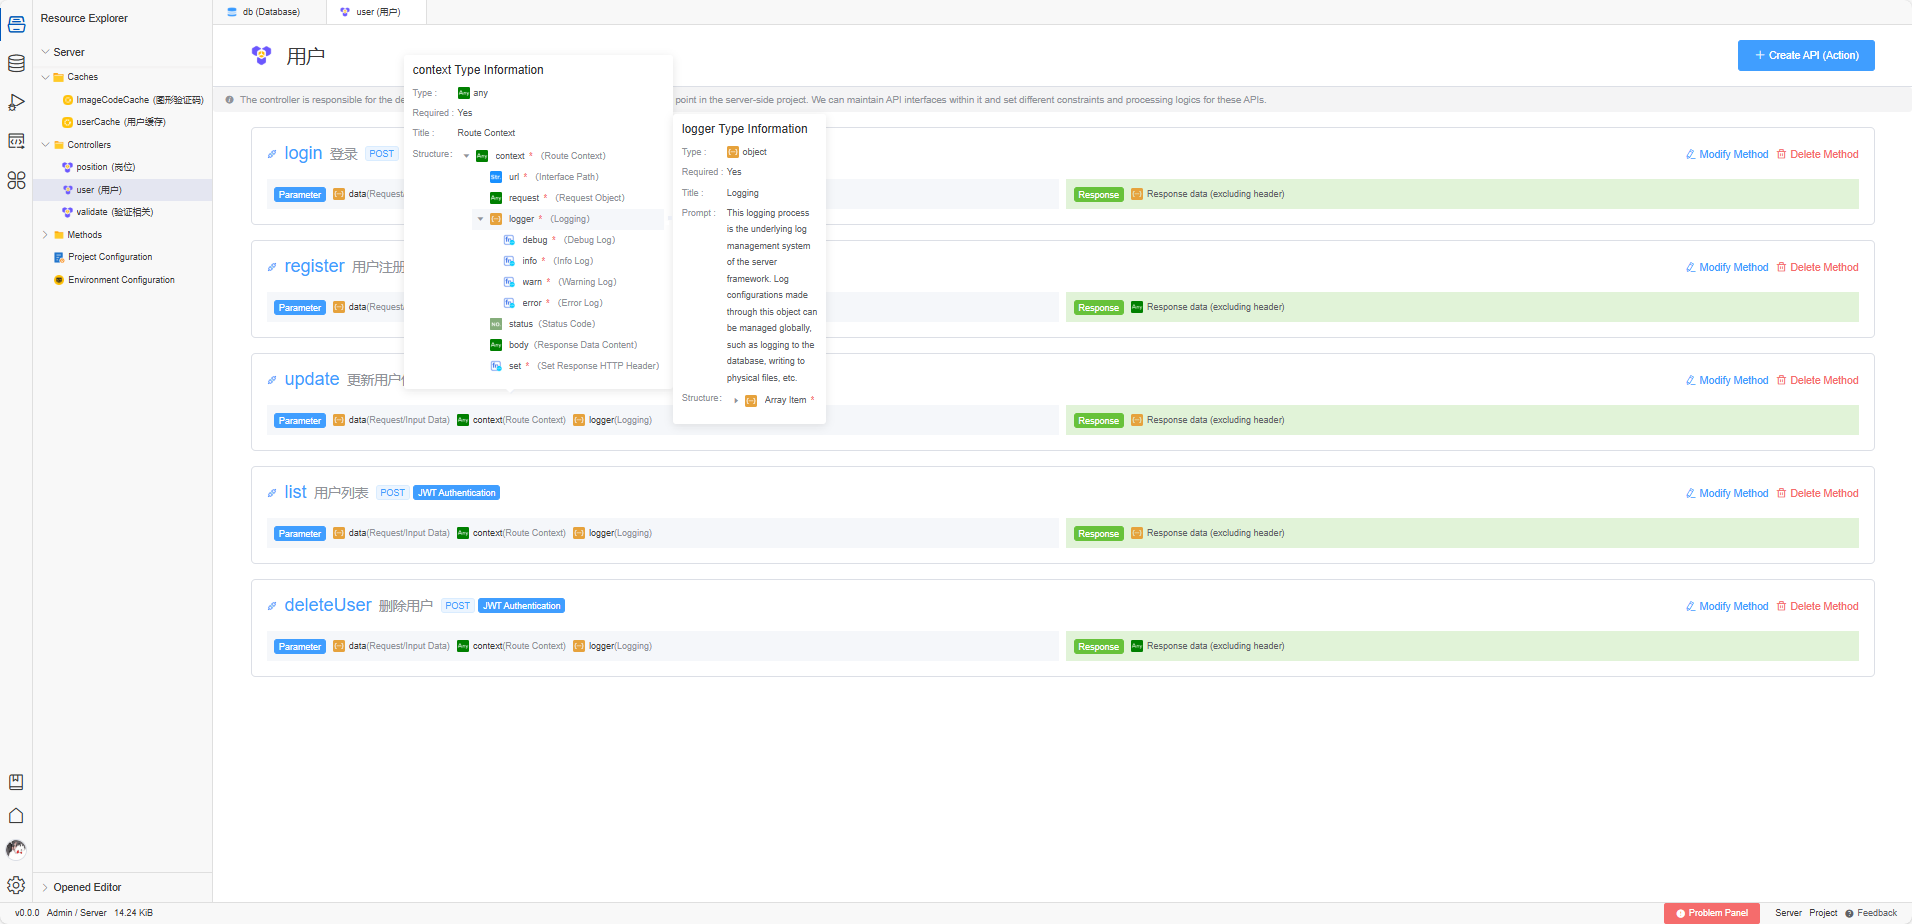 Resource Explorer
Server
Caches
ImageCodeCache (图形验证码)
userCache (用户缓存)
Controllers
position (岗位)
user (用户)
validate (验证相关)
Methods
Project Configuration
Environment Configuration
Opened Editor
db (Database)
user (用户)
用户
+ Create API (Action)
The controller is responsible for the de
point in the server-side project. We can maintain API interfaces within it and set different constraints and processing logics for these APIs.
login 登录 POST
Modify Method Delete Method
Parameter data(Request/
Response Response data (excluding header)
register 用户注册
Modify Method Delete Method
Parameter data(Request/
Response Any Response data (excluding header)
update 更新用户
Modify Method Delete Method
Parameter data(Request/Input Data) Any context(Route Context) logger(Logging)
Response Response data (excluding header)
list 用户列表 POST JWT Authentication
Modify Method Delete Method
Parameter data(Request/Input Data) Any context(Route Context) logger(Logging)
Response Response data (excluding header)
deleteUser 删除用户 POST JWT Authentication
Modify Method Delete Method
Parameter data(Request/Input Data) Any context(Route Context) logger(Logging)
Response Any Response data (excluding header)
context Type Information
Type : Any any
Required : Yes
Title : Route Context
Structure : Any context * (Route Context)
Str. url * (Interface Path)
Any request * (Request Object)
logger * (Logging)
debug * (Debug Log)
info * (Info Log)
warn * (Warning Log)
error * (Error Log)
NO. status (Status Code)
Any body (Response Data Content)
set * (Set Response HTTP Header)
logger Type Information
Type : object
Required : Yes
Title : Logging
Prompt : This logging process
is the underlying log
management system
of the server
framework. Log
configurations made
through this object can
be managed globally,
such as logging to the
database, writing to
physical files, etc.
Structure : Array Item *
v0.0.0 Admin / Server 14.24 KiB
Problem Panel Server Project Feedback